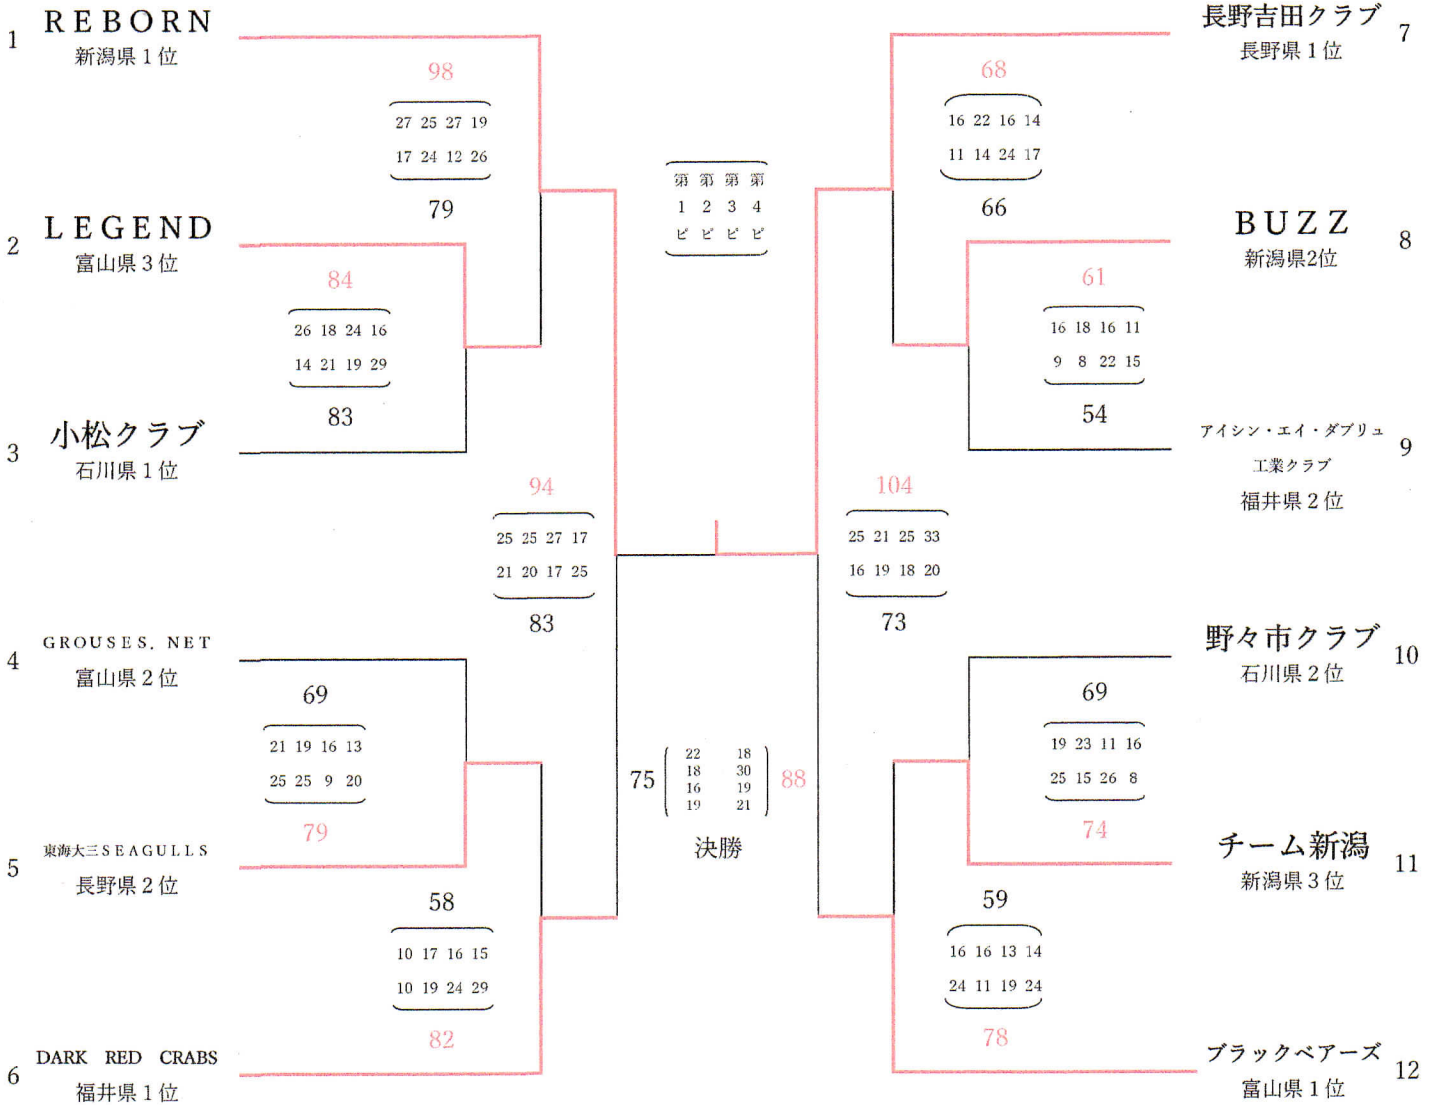 1
REBORN
新潟県1位
98
27 25 27 19
17 24 12 26
79
2
LEGEND
富山県3位
84
26 18 24 16
14 21 19 29
83
3
小松クラブ
石川県1位
94
25 25 27 17
21 20 17 25
83
4
GROUSES. NET
富山県2位
69
21 19 16 13
25 25 9 20
79
5
東海大三SEAGULLS
長野県2位
58
10 17 16 15
10 19 24 29
82
6
DARK RED CRABS
福井県1位
第 第 第 第
1 2 3 4
ピ ピ ピ ピ
75
22 18
18 30
16 19
19 21
88
決勝
長野吉田クラブ
7
長野県1位
68
16 22 16 14
11 14 24 17
66
BUZZ
8
新潟県2位
61
16 18 16 11
9 8 22 15
54
アイシン・エイ・ダブリュ
工業クラブ
9
福井県2位
104
25 21 25 33
16 19 18 20
73
野々市クラブ
10
石川県2位
69
19 23 11 16
25 15 26 8
74
チーム新潟
11
新潟県3位
59
16 16 13 14
24 11 19 24
78
ブラックベアーズ
12
富山県1位